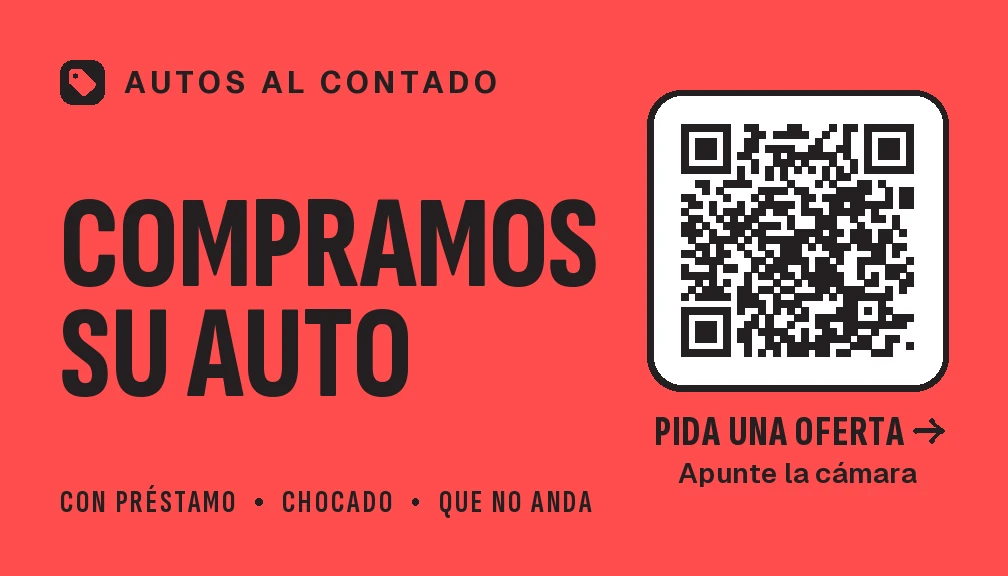 AUTOS AL CONTADO
COMPRAMOS
SU AUTO
CON PRÉSTAMO • CHOCADO • QUE NO ANDA
PIDA UNA OFERTA →
Apunte la cámara